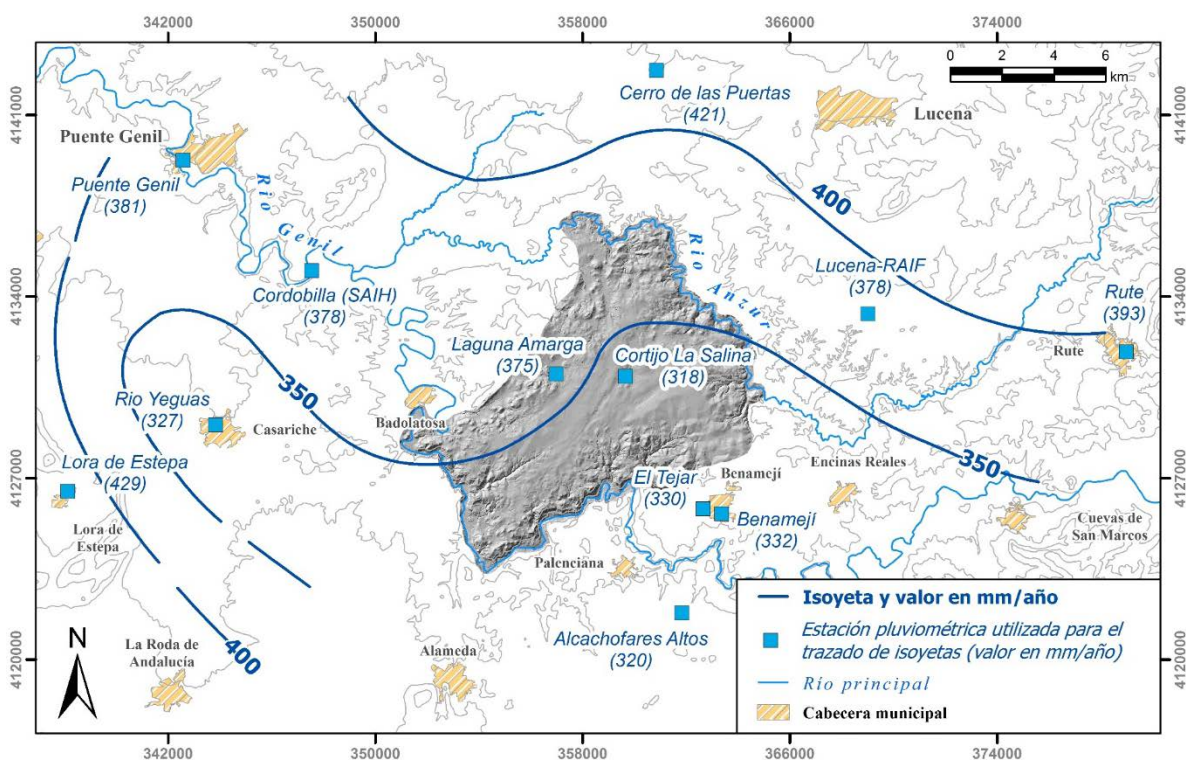 342000
350000
358000
366000
374000
4141000
4134000
4127000
4120000
4141000
4134000
4127000
4120000
0 2 4 6
km
Cerro de las Puertas
(421)
Lucena
Puente Genil
Puente Genil
(381)
Río Genil
400
Río Anzur
Lucena-RAIF
(378)
Cordobilla (SAIH)
(378)
Rute
(393)
Rute
Laguna Amarga
(375)
Cortijo La Salina
(318)
350
Río Yeguas
(327)
Casariche
Badolatosa
Lora de Estepa
(429)
Lora de
Estepa
El Tejar
(330)
Benamejí
Encinas Reales
350
Benamejí
(332)
Cuevas de
San Marcos
Palenciana
Alcachofares Altos
(320)
400
La Roda de
Andalucía
Alameda
N
Isoyeta y valor en mm/año
Estación pluviométrica utilizada para el
trazado de isoyetas (valor en mm/año)
Río principal
Cabecera municipal
342000
350000
358000
366000
374000